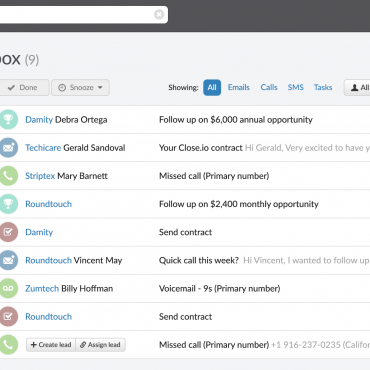 box (9)
Done Snooze Showing: All Emails Calls SMS Tasks All
Damity Debra Ortega Follow up on $6,000 annual opportunity
Techicare Gerald Sandoval Your Close.io contract Hi Gerald, Very excited to have y
Striptex Mary Barnett Missed call (Primary number)
Roundtouch Follow up on $2,400 monthly opportunity
Damity Send contract
Roundtouch Vincent May Quick call this week? Hi Vincent, I wanted to follow up
Zumtech Billy Hoffman Voicemail - 9s (Primary number)
Roundtouch Send contract
+ Create lead Assign lead Missed call (Primary number) +1 916-237-0235 (Califor